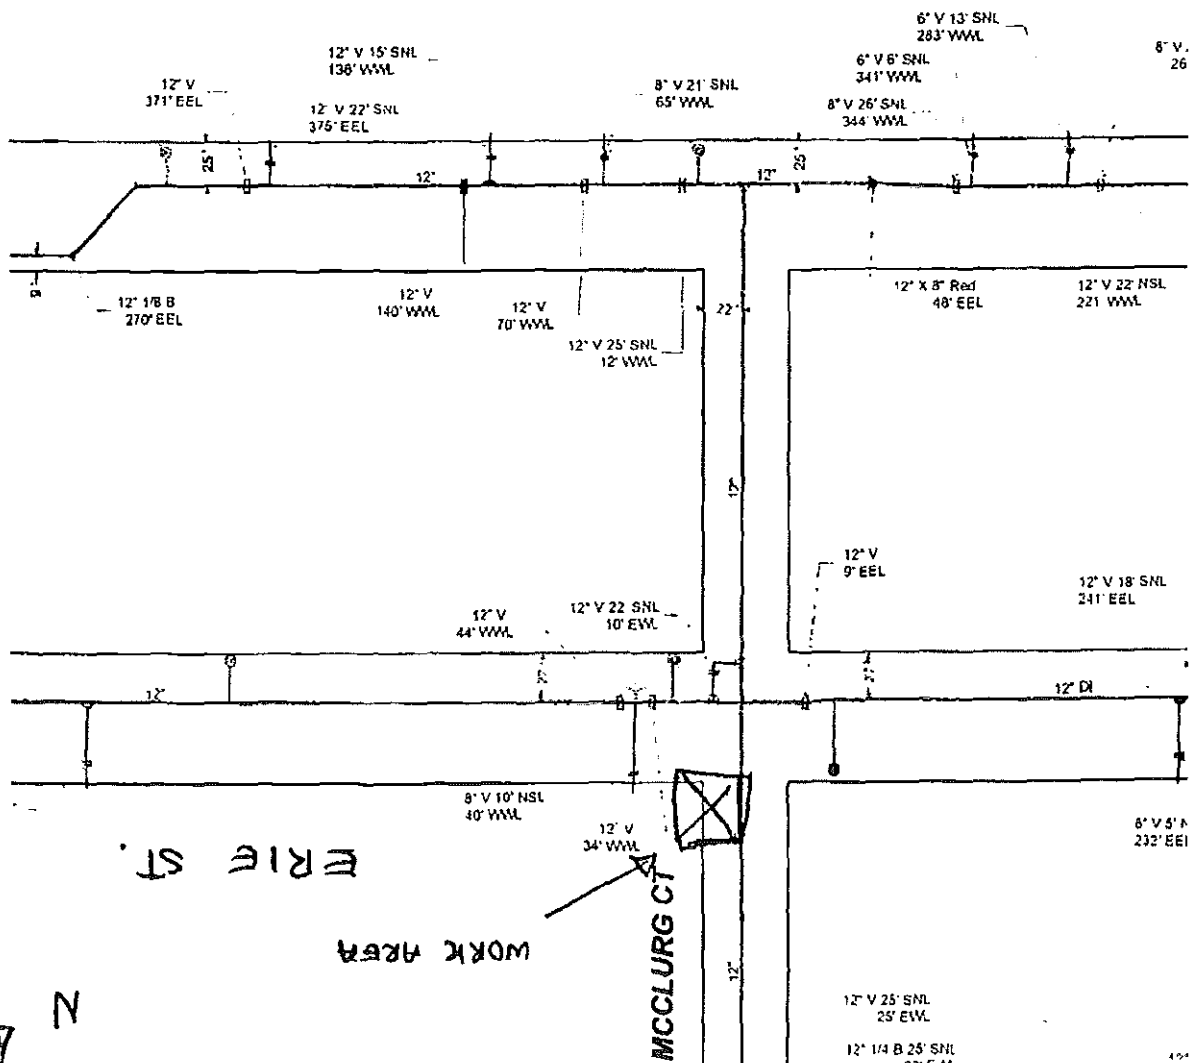 6" V 13' SNL
283' WWL
12" V 15' SNL
138' WWL
6" V 6' SNL
341' WWL
12" V
371' EEL
8" V 21' SNL
65' WWL
12" V 22' SNL
375' EEL
8" V 26' SNL
344' WWL
25'
25'
12"
12"
12" 1/8 B
270' EEL
12" V
140' WWL
12" V
70' WWL
12" V 25' SNL
12' WWL
22'
12" X 8" Red
48' EEL
12" V 22' NSL
221' WWL
12"
12" V
9' EEL
12" V 18' SNL
241' EEL
12" V
44' WWL
12" V 22' SNL
10' EWL
27'
27'
12"
12" DI
8" V 10' NSL
40' WWL
12" V
34' WWL
ERIE ST.
WORK AREA
MCCLURG CT
12"
N
12" V 25' SNL
25' EWL
12" 1/4 B 25' SNL